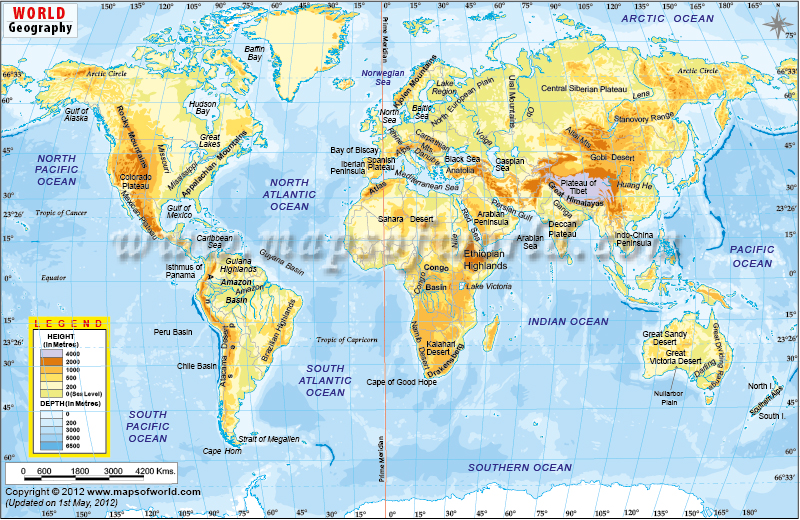 WORLD
Geography
ARCTIC OCEAN
Baffin
Bay
Norwegian
Sea
Prime Meridian
Arctic Circle
Arctic Circle
Kjolen Mountains
Lake
Region
North European Plain
Ural Mountains
Ob
Central Siberian Plateau
Lena
Stanovoy Range
Gulf of
Alaska
Hudson
Bay
North
Sea
Baltic
Sea
Great
Lakes
Rocky Mountains
Missouri
Mississippi
Appalachian Mountains
Colorado
Plateau
Mexican Plateau
Gulf of
Mexico
Bay of Biscay
Iberian
Peninsula
Spanish
Plateau
Rhine
Alps
Danube
Carpathian
Mts.
Volga
Black Sea
Anatolia
Caspian
Sea
Altai Mts.
Gobi Desert
Huang He
Plateau of
Tibet
Great Himalayas
Ganga
Deccan
Plateau
Indo-China
Peninsula
Mediterranean Sea
Atlas
Sahara Desert
Nile
Red Sea
Persian Gulf
Arabian
Peninsula
Arabian
Sea
Ethiopian
Highlands
NORTH
PACIFIC
OCEAN
NORTH
ATLANTIC
OCEAN
PACIFIC
OCEAN
Tropic of Cancer
www.mapsofworld.com
Caribbean
Sea
Isthmus of
Panama
Guiana
Highlands
Guyana Basin
Equator
Amazon
Amazon
Basin
Andes
Brazilian Highlands
Atacama Desert
Peru Basin
Chile Basin
Tropic of Capricorn
Congo
Congo
Basin
Lake Victoria
Namib Desert
Kalahari
Desert
Drakensberg
Cape of Good Hope
INDIAN OCEAN
SOUTH
ATLANTIC
OCEAN
SOUTH
PACIFIC
OCEAN
Strait of Megallen
Cape Horn
Great Sandy
Desert
Great
Victoria Desert
Great Dividing Range
Darling
Nullarbor
Plain
North I.
Southern Alps
South I.
SOUTHERN OCEAN
Prime Meridian
LEGEND
HEIGHT
(In Metres)
4000
2000
1000
500
200
0(Sea Level)
DEPTH(In Metres)
0
200
3000
5000
6500
0 600 1800 3000 4200 Kms.
Copyright © 2012 www.mapsofworld.com
(Updated on 1st May, 2012)
165° 150° 135° 120° 105° 90° 75° 60° 45° 30° 15° 0° 15° 30° 45° 60° 75° 90° 105° 120° 135° 150° 165°
75°
66°33'
60°
45°
30°
23°26'
15°
0°
15°
23°26'
30°
45°
60°
66°33'